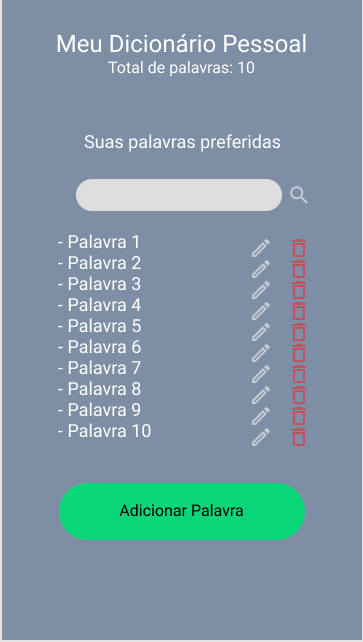 Meu Dicionário Pessoal
Total de palavras: 10
Suas palavras preferidas
- Palavra 1
- Palavra 2
- Palavra 3
- Palavra 4
- Palavra 5
- Palavra 6
- Palavra 7
- Palavra 8
- Palavra 9
- Palavra 10
Adicionar Palavra